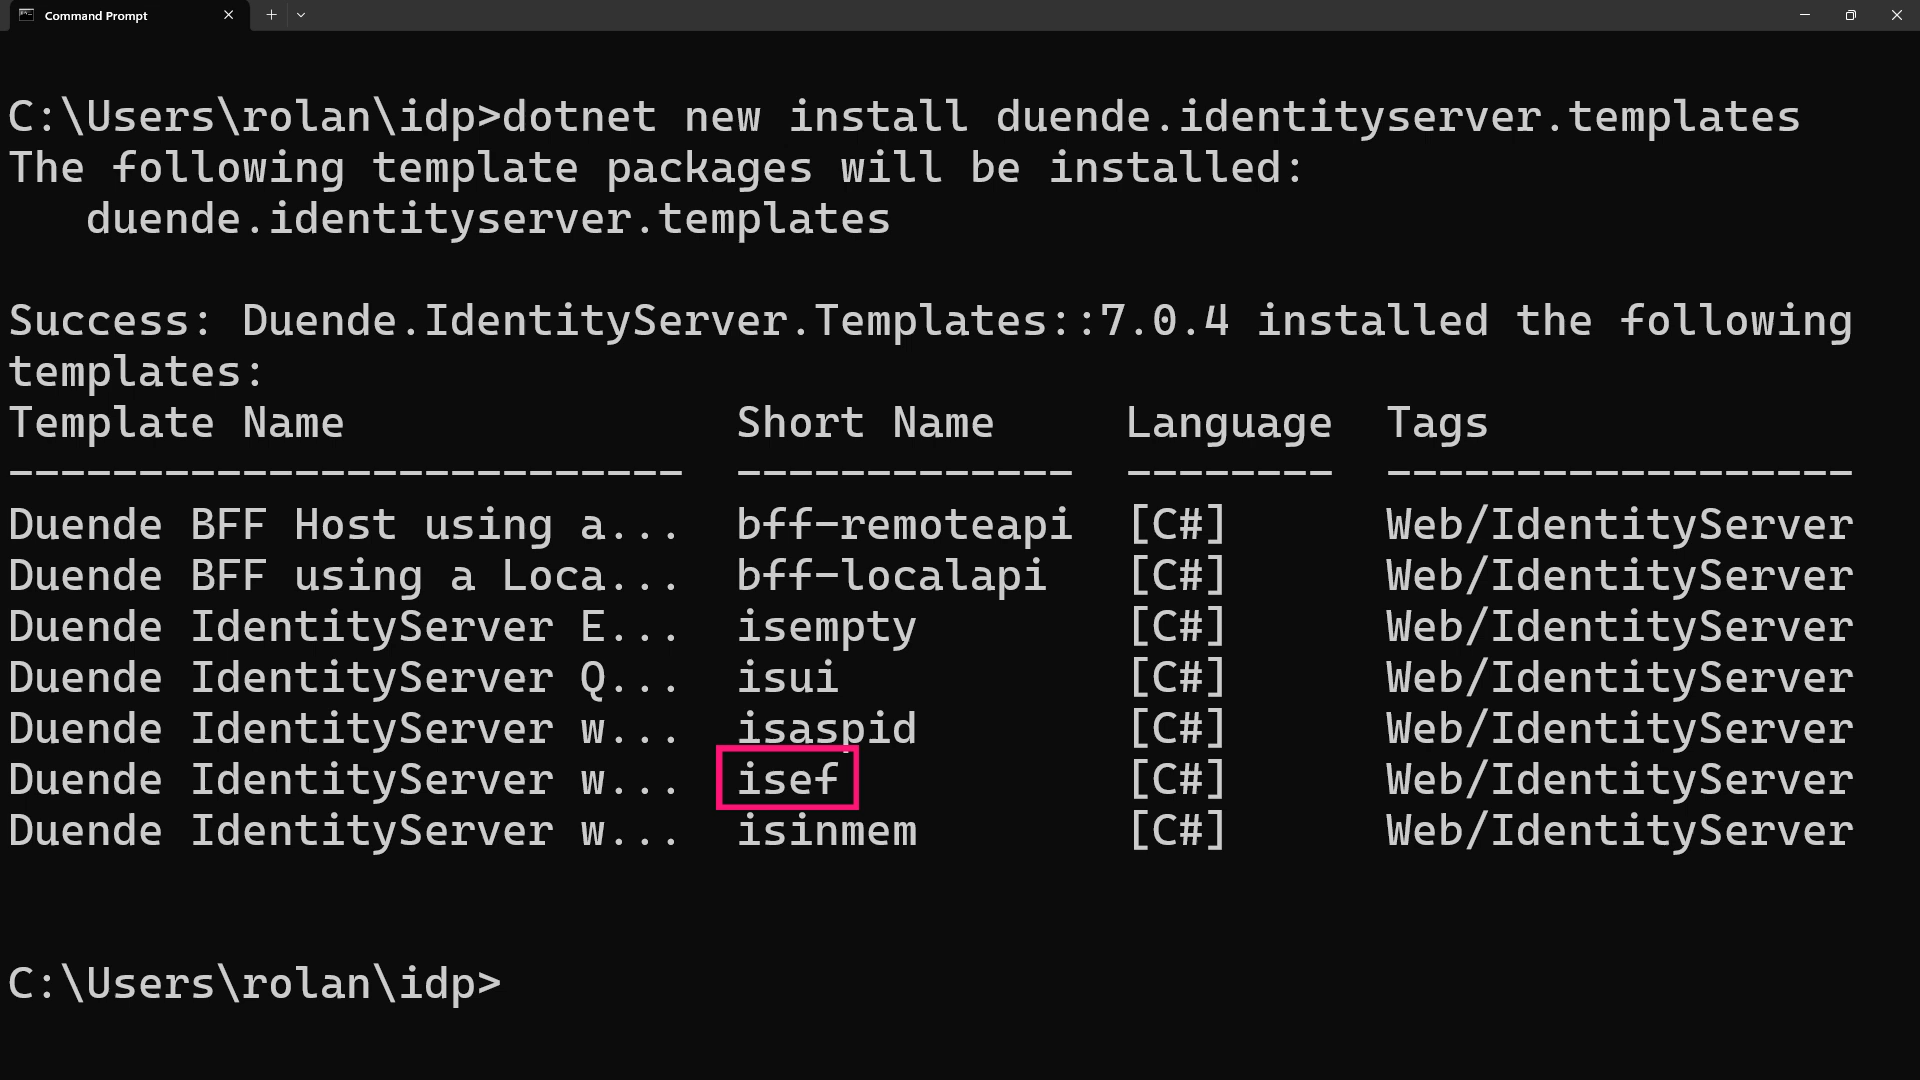 Command Prompt
C:\Users\rolan\idp>dotnet new install duende.identityserver.templates
The following template packages will be installed:
   duende.identityserver.templates
Success: Duende.IdentityServer.Templates::7.0.4 installed the following
templates:
Template Name               Short Name     Language  Tags
--------------------------  -------------  --------  ------------------
Duende BFF Host using a...  bff-remoteapi  [C#]      Web/IdentityServer
Duende BFF using a Loca...  bff-localapi   [C#]      Web/IdentityServer
Duende IdentityServer E...  isempty        [C#]      Web/IdentityServer
Duende IdentityServer Q...  isui           [C#]      Web/IdentityServer
Duende IdentityServer w...  isaspid        [C#]      Web/IdentityServer
Duende IdentityServer w...  isef           [C#]      Web/IdentityServer
Duende IdentityServer w...  isinmem        [C#]      Web/IdentityServer
C:\Users\rolan\idp>